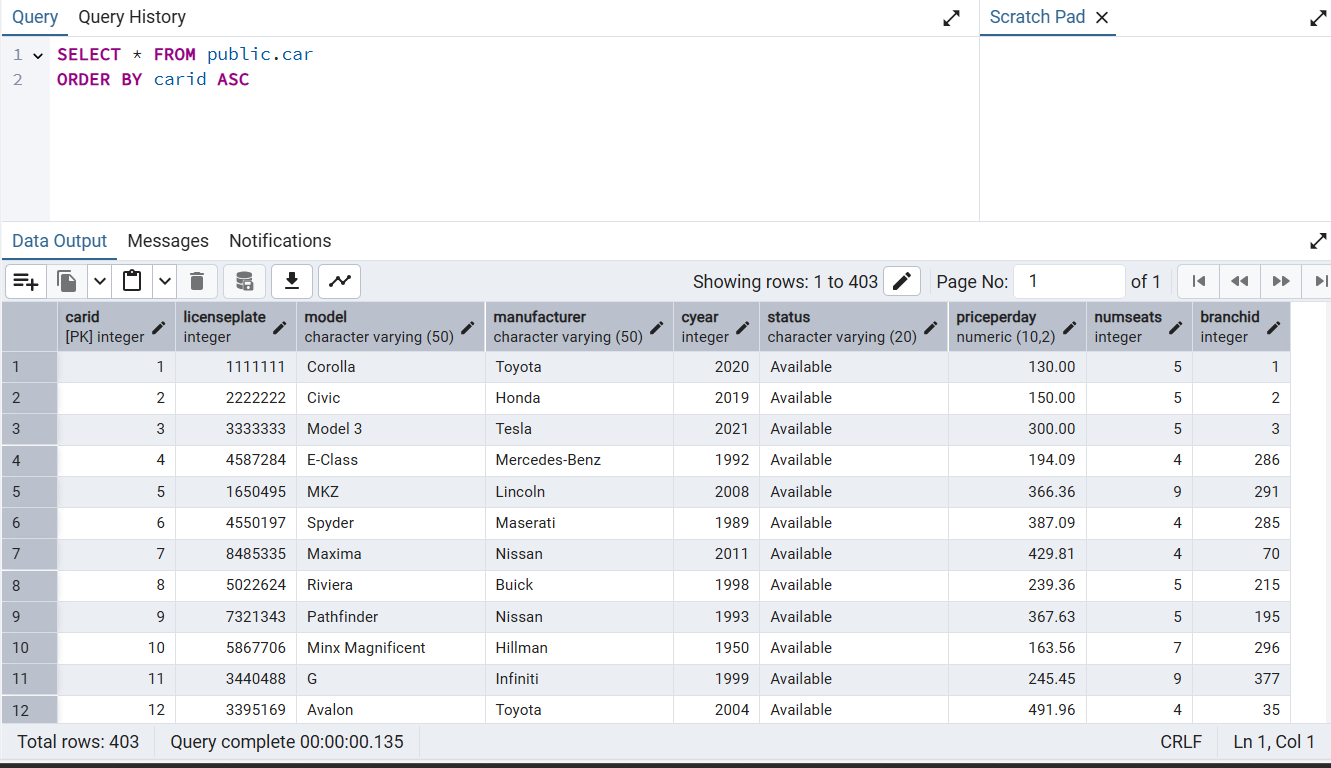 Query Query History Scratch Pad
1 SELECT * FROM public.car
2 ORDER BY carid ASC
Data Output Messages Notifications
Showing rows: 1 to 403 Page No: 1 of 1
carid licenseplate model manufacturer cyear status priceperday numseats branchid
[PK] integer integer character varying (50) character varying (50) integer character varying (20) numeric (10,2) integer integer
1 1 1111111 Corolla Toyota 2020 Available 130.00 5 1
2 2 2222222 Civic Honda 2019 Available 150.00 5 2
3 3 3333333 Model 3 Tesla 2021 Available 300.00 5 3
4 4 4587284 E-Class Mercedes-Benz 1992 Available 194.09 4 286
5 5 1650495 MKZ Lincoln 2008 Available 366.36 9 291
6 6 4550197 Spyder Maserati 1989 Available 387.09 4 285
7 7 8485335 Maxima Nissan 2011 Available 429.81 4 70
8 8 5022624 Riviera Buick 1998 Available 239.36 5 215
9 9 7321343 Pathfinder Nissan 1993 Available 367.63 5 195
10 10 5867706 Minx Magnificent Hillman 1950 Available 163.56 7 296
11 11 3440488 G Infiniti 1999 Available 245.45 9 377
12 12 3395169 Avalon Toyota 2004 Available 491.96 4 35
Total rows: 403 Query complete 00:00:00.135 CRLF Ln 1, Col 1